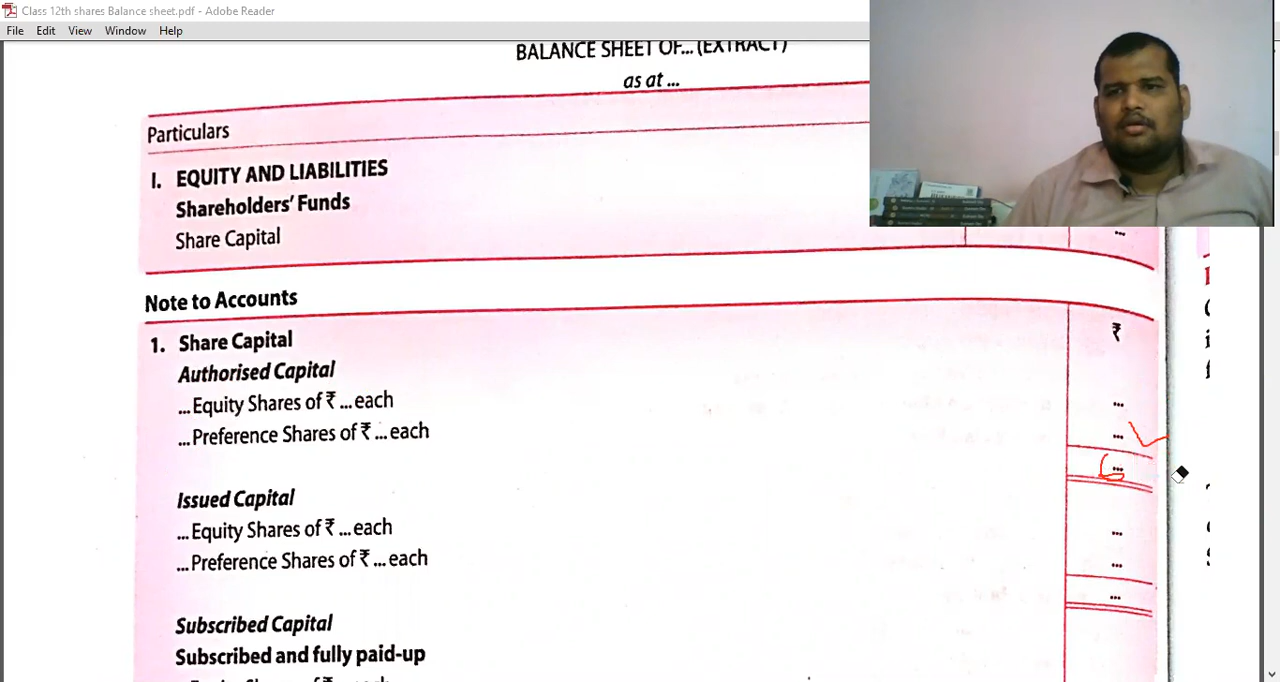 Class 12th shares Balance sheet.pdf - Adobe Reader
File Edit View Window Help
BALANCE SHEET OF... (EXTRACT)
as at ...
Particulars
I. EQUITY AND LIABILITIES
Shareholders' Funds
Share Capital ...
Note to Accounts
1. Share Capital ₹
Authorised Capital
...Equity Shares of ₹ ...each ...
...Preference Shares of ₹ ...each ...
...
Issued Capital
...Equity Shares of ₹ ...each ...
...Preference Shares of ₹ ...each ...
...
Subscribed Capital
Subscribed and fully paid-up